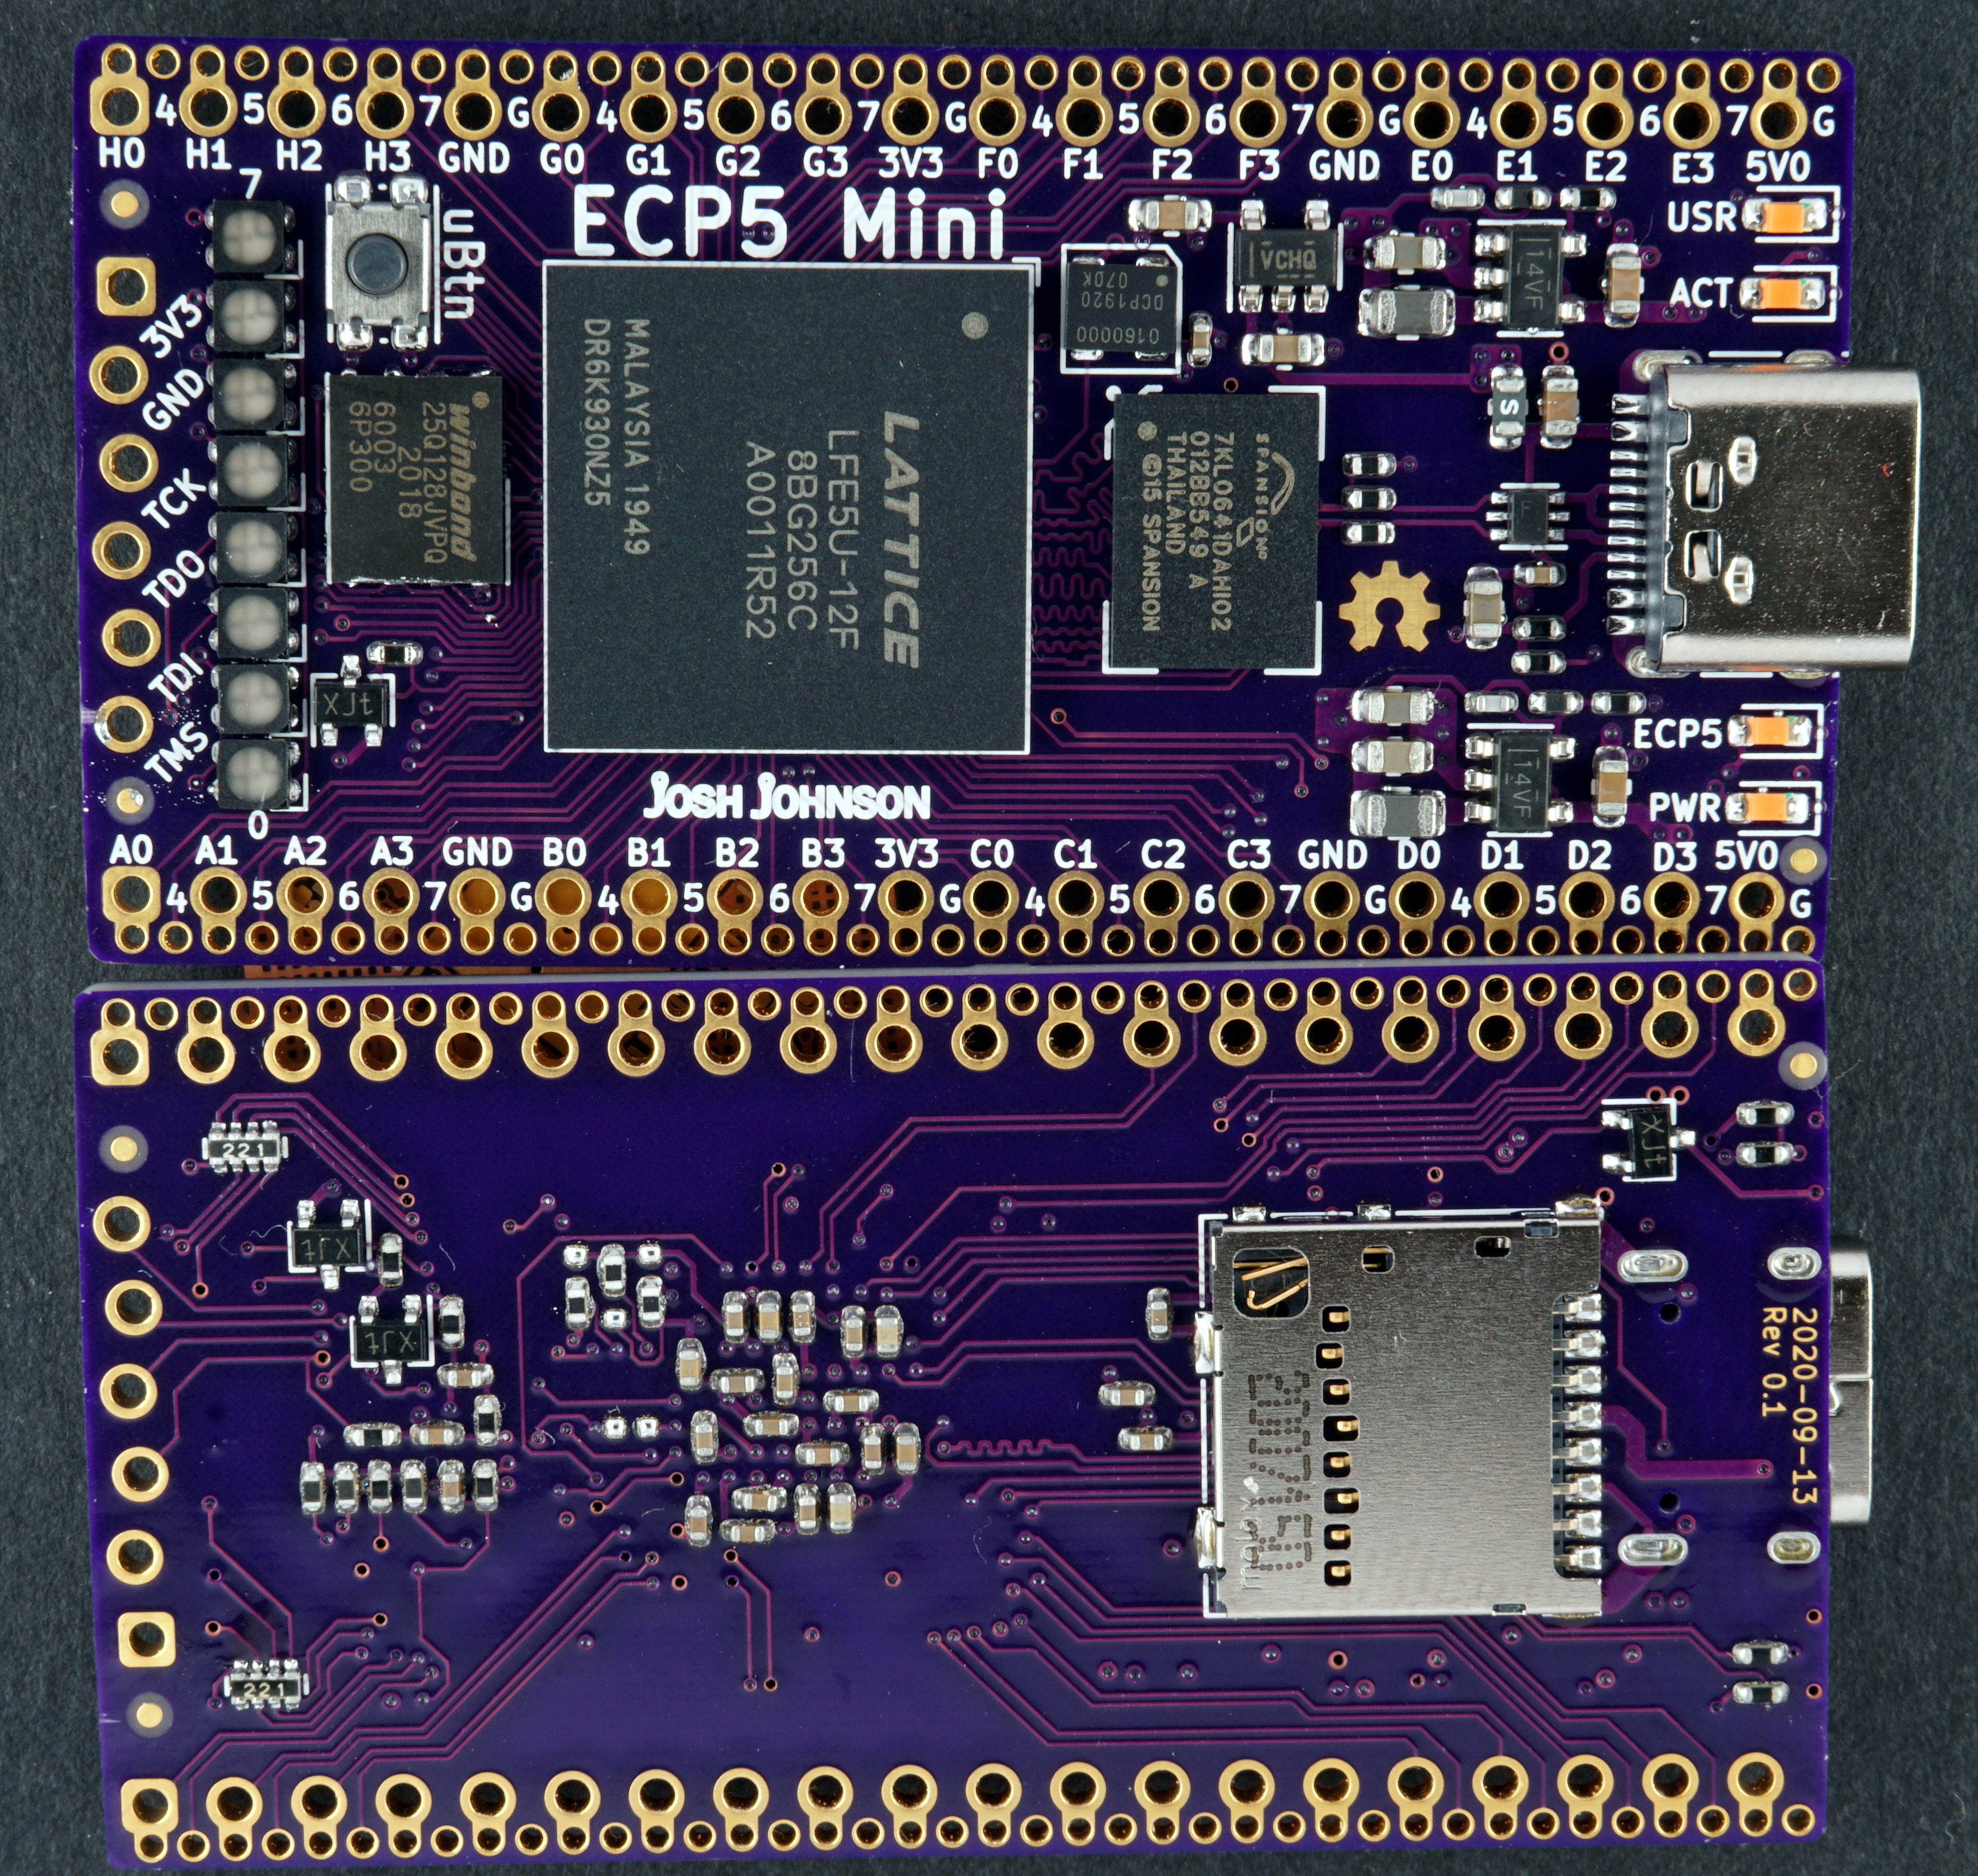 4 5 6 7 G 4 5 6 7 G 4 5 6 7 G 4 5 6 7 G
H0 H1 H2 H3 GND G0 G1 G2 G3 3V3 F0 F1 F2 F3 GND E0 E1 E2 E3 5V0
7
uBtn
ECP5 Mini
USR
ACT
VCHQ
14VF
0160000
DCP1920
07DK
3V3
GND
TCK
TDO
TDI
TMS
0
winbond
25Q128JVPQ
2018
6003
6P300
LATTICE
LFE5U-12F
8BG256C
A0011R52
MALAYSIA 1949
DR6K930NZ5
SPANSION
7KL0641DAHI02
012BB549 A
THAILAND
15 SPANSION
S
XJt
ECP5
PWR
14VF
JOSH JOHNSON
A0 A1 A2 A3 GND B0 B1 B2 B3 3V3 C0 C1 C2 C3 GND D0 D1 D2 D3 5V0
4 5 6 7 G 4 5 6 7 G 4 5 6 7 G 4 5 6 7 G
221
XJt
XJt
XJt
2020-09-13
Rev 0.1
221